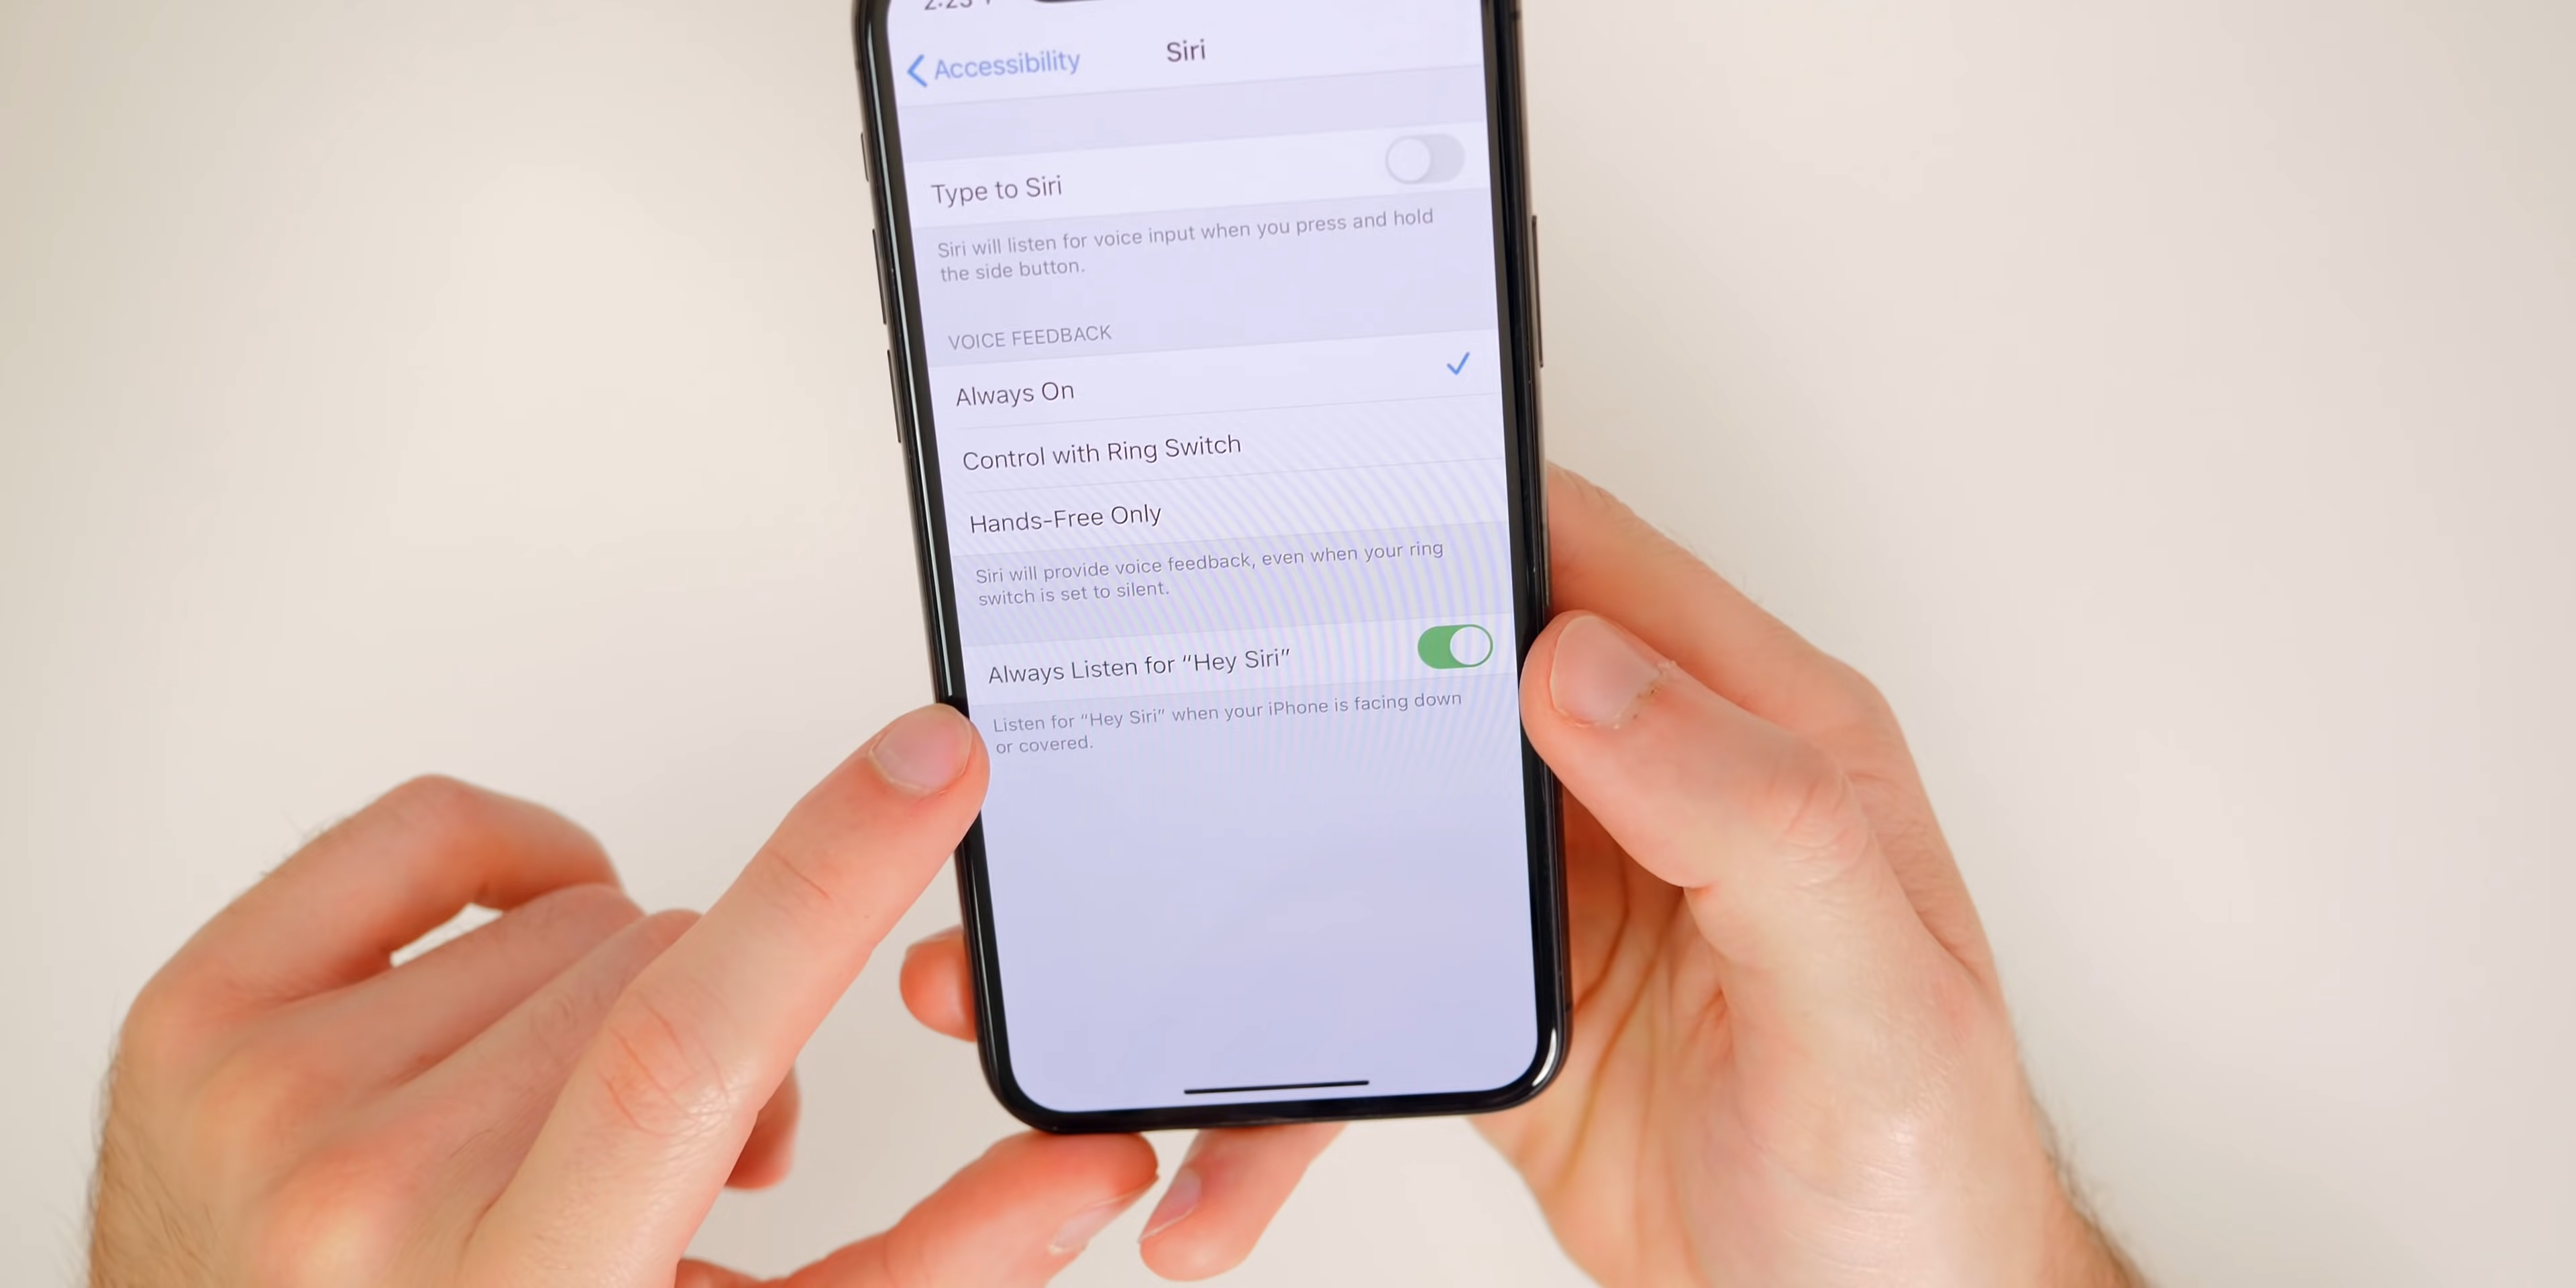 2:23
Accessibility
Siri
Type to Siri
Siri will listen for voice input when you press and hold
the side button.
VOICE FEEDBACK
Always On
Control with Ring Switch
Hands-Free Only
Siri will provide voice feedback, even when your ring
switch is set to silent.
Always Listen for “Hey Siri”
Listen for “Hey Siri” when your iPhone is facing down
or covered.